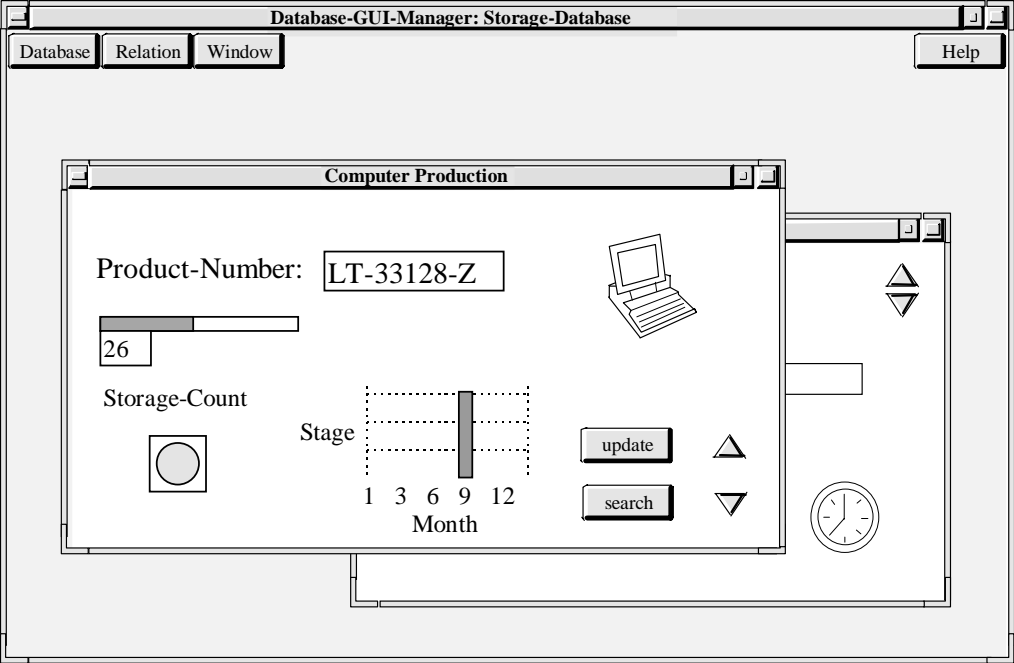 Database-GUI-Manager: Storage-Database
Database Relation Window Help
Computer Production
Product-Number: LT-33128-Z
26
Storage-Count
Stage
1 3 6 9 12
Month
update
search